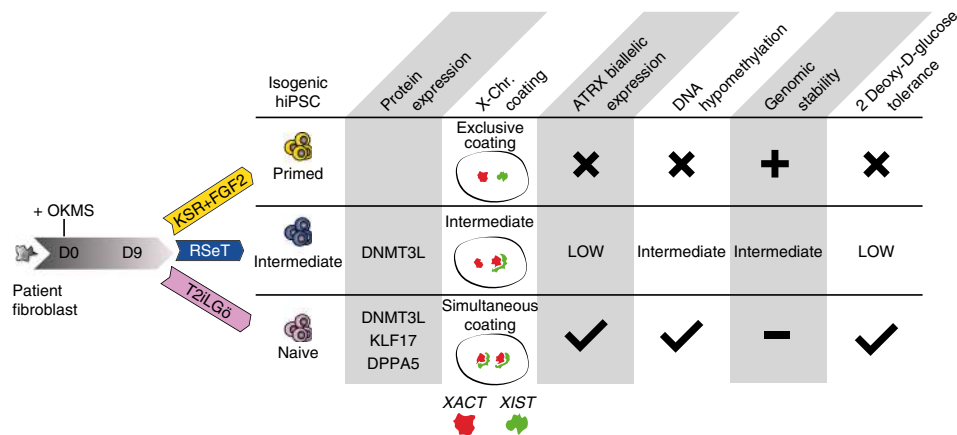 Isogenic
hiPSC
Protein
expression
X-Chr.
coating
ATRX biallelic
expression
DNA
hypomethylation
Genomic
stability
2 Deoxy-D-glucose
tolerance
+ OKMS
D0
D9
Patient
fibroblast
KSR+FGF2
RSeT
T2iLGö
Primed
Exclusive
coating
Intermediate
DNMT3L
Intermediate
LOW
Intermediate
Intermediate
LOW
Naive
DNMT3L
KLF17
DPPA5
Simultaneous
coating
XACT
XIST